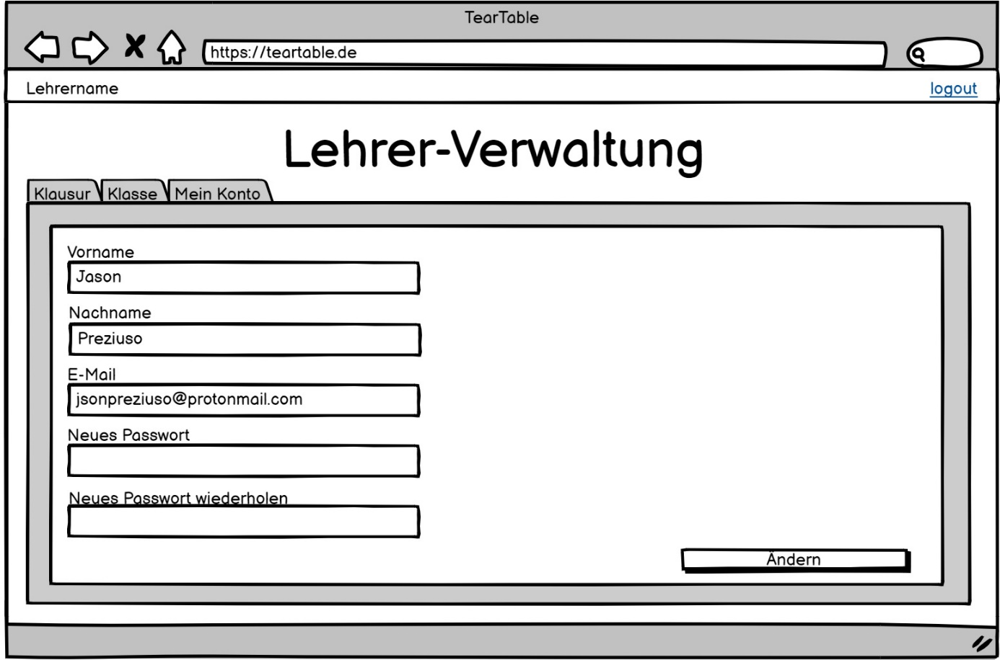 TearTable
https://teartable.de
Lehrername
logout
Lehrer-Verwaltung
Klausur
Klasse
Mein Konto
Vorname
Jason
Nachname
Preziuso
E-Mail
jsonpreziuso@protonmail.com
Neues Passwort
Neues Passwort wiederholen
Ändern